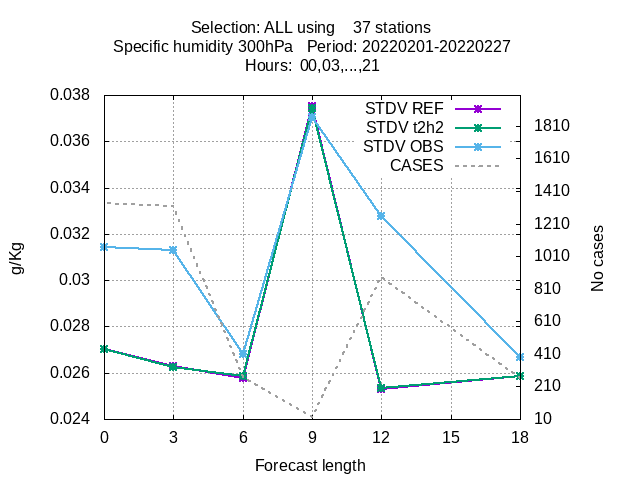 Selection: ALL using 37 stations
Specific humidity 300hPa Period: 20220201-20220227
Hours: 00,03,...,21
0.038
0.036
0.034
0.032
0.03
0.028
0.026
0.024
g/Kg
STDV REF
STDV t2h2
STDV OBS
CASES
1810
1610
1410
1210
1010
810
610
410
210
10
No cases
0 3 6 9 12 15 18
Forecast length